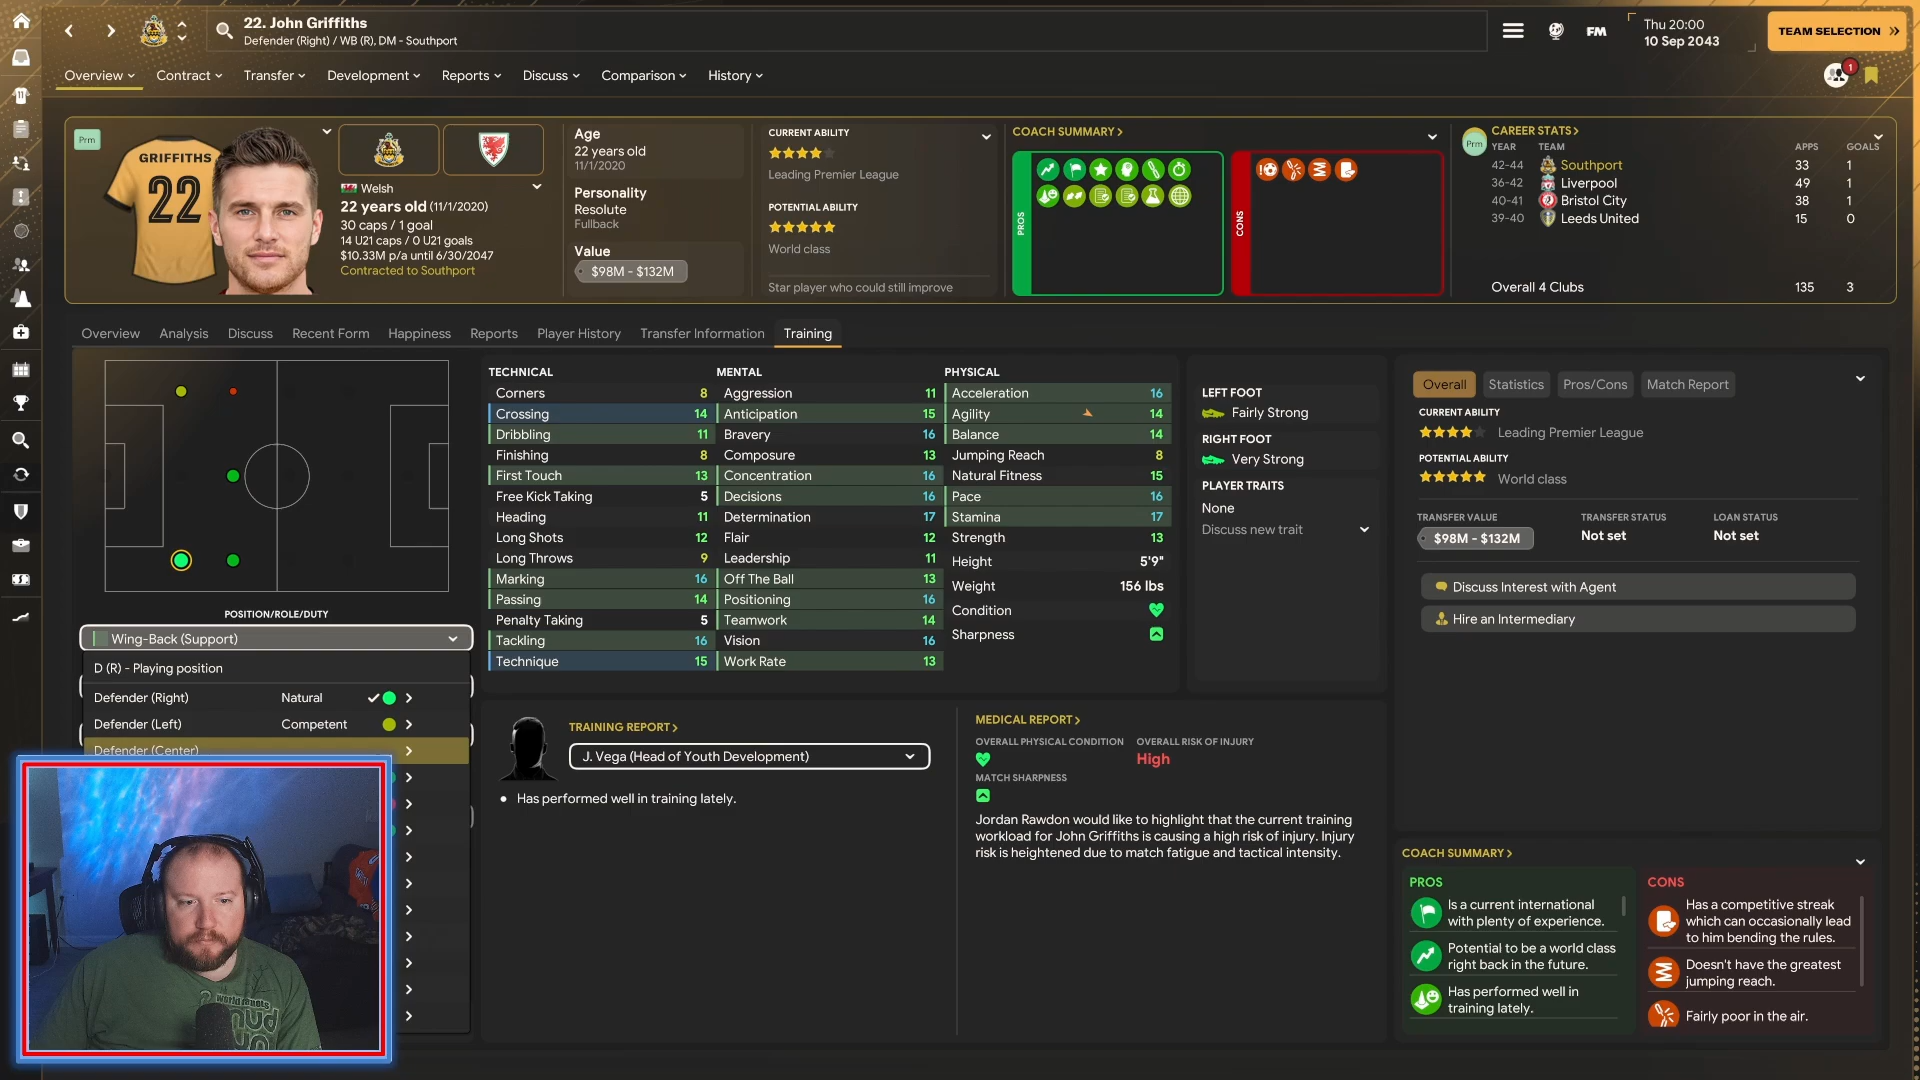 22. John Griffiths
Defender (Right) / WB (R), DM - Southport
FM
Thu 20:00
10 Sep 2043
TEAM SELECTION
Overview
Contract
Transfer
Development
Reports
Discuss
Comparison
History
1
Prm
GRIFFITHS
22
Welsh
22 years old (11/1/2020)
30 caps / 1 goal
14 U21 caps / 0 U21 goals
$10.33M p/a until 6/30/2047
Contracted to Southport
Age
22 years old
11/1/2020
Personality
Resolute
Fullback
Value
$98M - $132M
CURRENT ABILITY
Leading Premier League
POTENTIAL ABILITY
World class
Star player who could still improve
COACH SUMMARY
PROS
CONS
Prm
CAREER STATS
YEAR TEAM APPS GOALS
42-44 Southport 33 1
36-42 Liverpool 49 1
40-41 Bristol City 38 1
39-40 Leeds United 15 0
Overall 4 Clubs 135 3
Overview
Analysis
Discuss
Recent Form
Happiness
Reports
Player History
Transfer Information
Training
POSITION/ROLE/DUTY
Wing-Back (Support)
D (R) - Playing position
Defender (Right) Natural
Defender (Left) Competent
Defender (Center)
TECHNICAL
Corners 8
Crossing 14
Dribbling 11
Finishing 8
First Touch 13
Free Kick Taking 5
Heading 11
Long Shots 12
Long Throws 9
Marking 16
Passing 14
Penalty Taking 5
Tackling 16
Technique 15
MENTAL
Aggression 11
Anticipation 15
Bravery 16
Composure 13
Concentration 16
Decisions 16
Determination 17
Flair 12
Leadership 11
Off The Ball 13
Positioning 16
Teamwork 14
Vision 16
Work Rate 13
PHYSICAL
Acceleration 16
Agility 14
Balance 14
Jumping Reach 8
Natural Fitness 15
Pace 16
Stamina 17
Strength 13
Height 5'9"
Weight 156 lbs
Condition
Sharpness
LEFT FOOT
Fairly Strong
RIGHT FOOT
Very Strong
PLAYER TRAITS
None
Discuss new trait
Overall
Statistics
Pros/Cons
Match Report
CURRENT ABILITY
Leading Premier League
POTENTIAL ABILITY
World class
TRANSFER VALUE
$98M - $132M
TRANSFER STATUS
Not set
LOAN STATUS
Not set
Discuss Interest with Agent
Hire an Intermediary
TRAINING REPORT
J. Vega (Head of Youth Development)
Has performed well in training lately.
MEDICAL REPORT
OVERALL PHYSICAL CONDITION
OVERALL RISK OF INJURY
High
MATCH SHARPNESS
Jordan Rawdon would like to highlight that the current training
workload for John Griffiths is causing a high risk of injury. Injury
risk is heightened due to match fatigue and tactical intensity.
COACH SUMMARY
PROS
Is a current international
with plenty of experience.
Potential to be a world class
right back in the future.
Has performed well in
training lately.
CONS
Has a competitive streak
which can occasionally lead
to him bending the rules.
Doesn't have the greatest
jumping reach.
Fairly poor in the air.